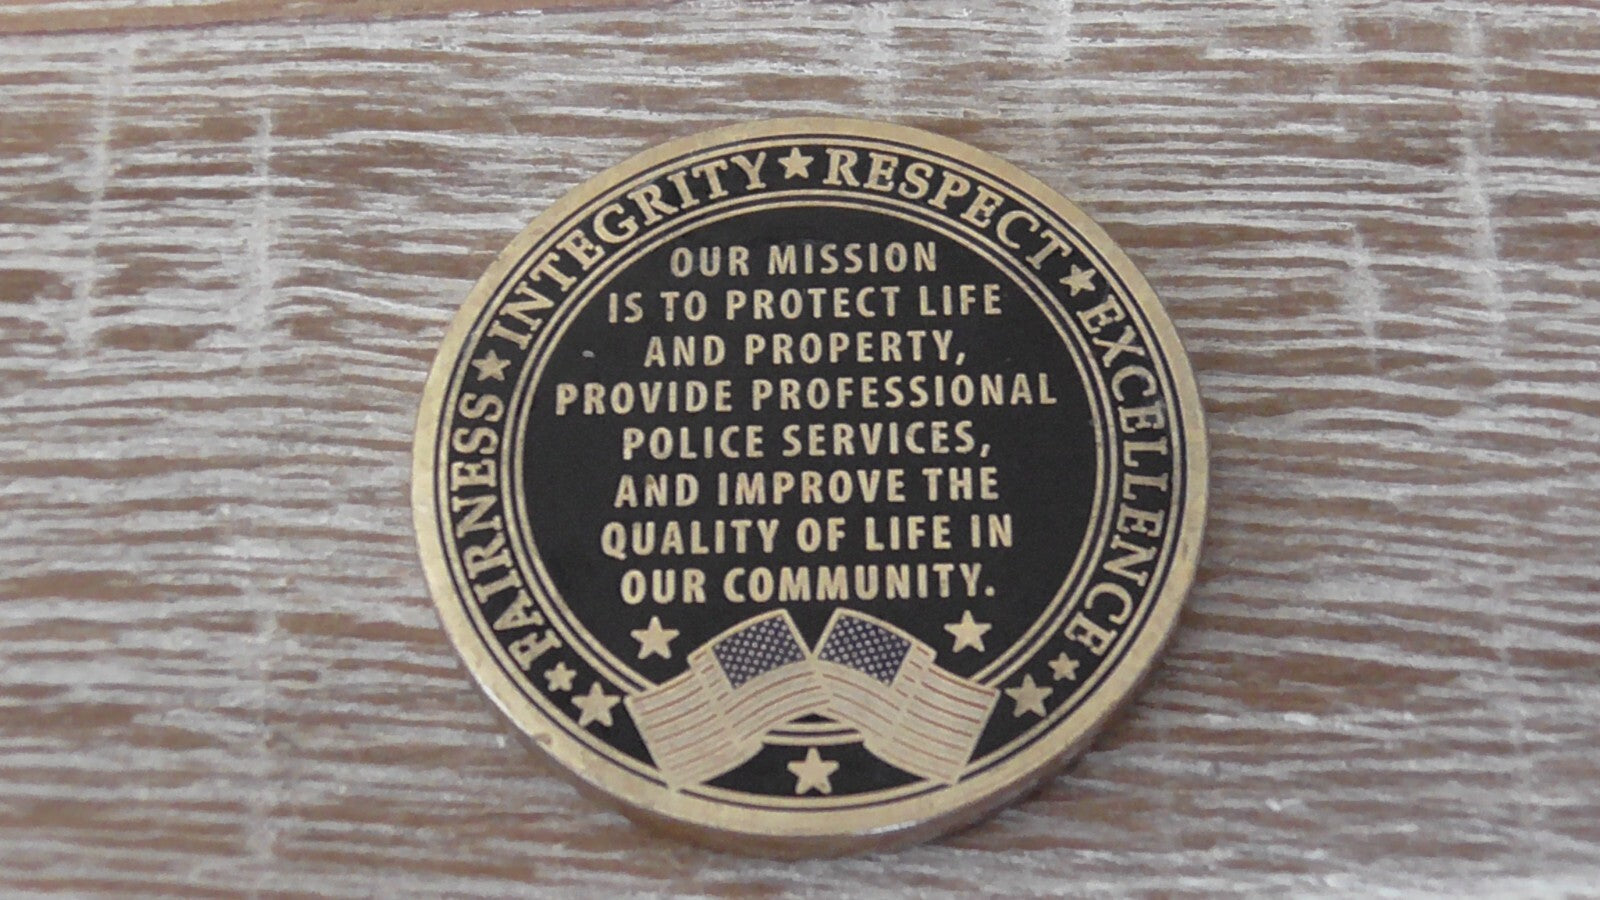 FAIRNESS ★ INTEGRITY ★ RESPECT ★ EXCELLENCE
OUR MISSION
IS TO PROTECT LIFE
AND PROPERTY,
PROVIDE PROFESSIONAL
POLICE SERVICES,
AND IMPROVE THE
QUALITY OF LIFE IN
OUR COMMUNITY.